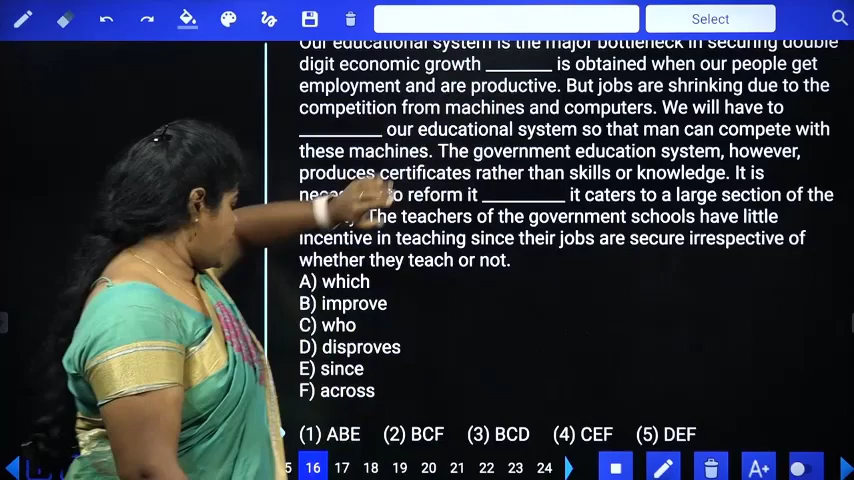 Select
Our educational system is the major bottleneck in securing double
digit economic growth ________ is obtained when our people get
employment and are productive. But jobs are shrinking due to the
competition from machines and computers. We will have to
__________ our educational system so that man can compete with
these machines. The government education system, however,
produces certificates rather than skills or knowledge. It is
to reform it __________ it caters to a large section of the
The teachers of the government schools have little
incentive in teaching since their jobs are secure irrespective of
whether they teach or not.
A) which
B) improve
C) who
D) disproves
E) since
F) across
(1) ABE (2) BCF (3) BCD (4) CEF (5) DEF
16 17 18 19 20 21 22 23 24
A+